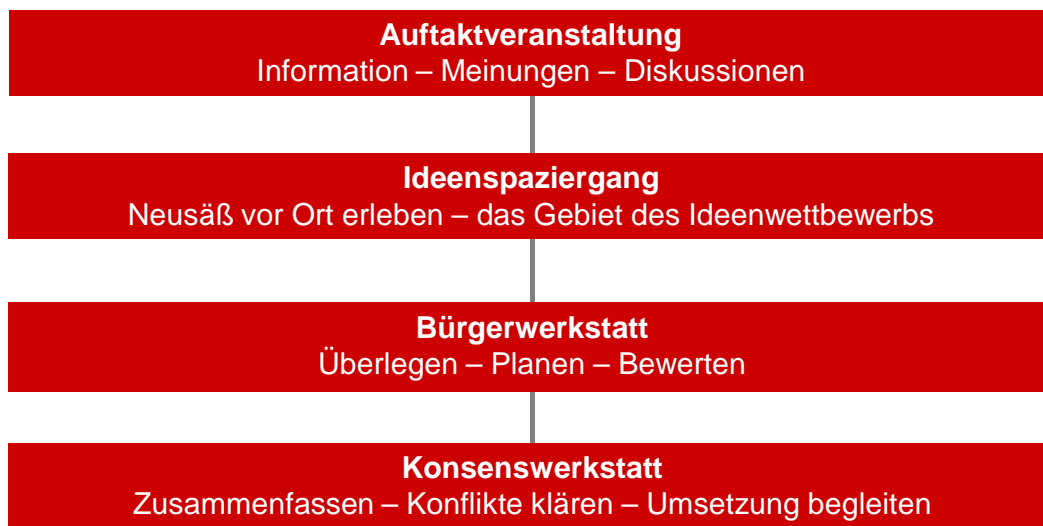 Auftaktveranstaltung
Information – Meinungen – Diskussionen
Ideenspaziergang
Neusäß vor Ort erleben – das Gebiet des Ideenwettbewerbs
Bürgerwerkstatt
Überlegen – Planen – Bewerten
Konsenswerkstatt
Zusammenfassen – Konflikte klären – Umsetzung begleiten